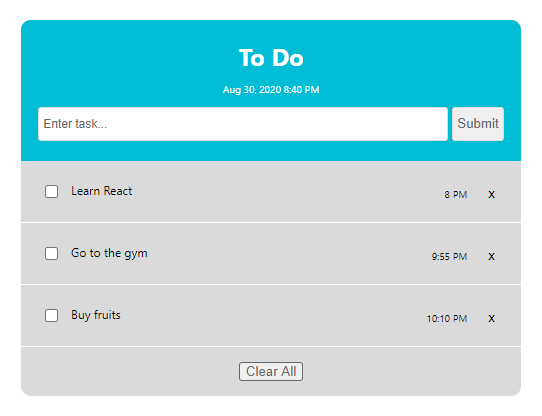 To Do
Aug 30, 2020 8:40 PM
Enter task... Submit
Learn React 8 PM x
Go to the gym 9:55 PM x
Buy fruits 10:10 PM x
Clear All